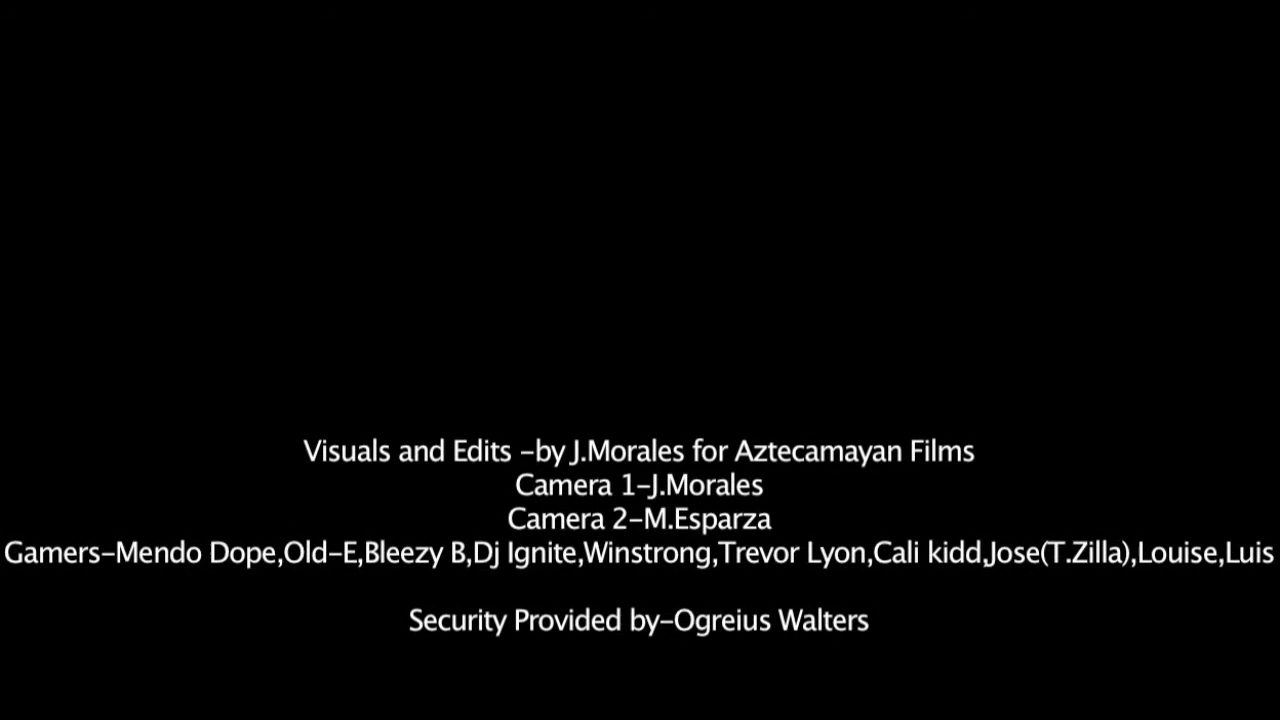 Visuals and Edits -by J.Morales for Aztecamayan Films
Camera 1-J.Morales
Camera 2-M.Esparza
Gamers-Mendo Dope,Old-E,Bleezy B,Dj Ignite,Winstrong,Trevor Lyon,Cali kidd,Jose(T.Zilla),Louise,Luis
Security Provided by-Ogreius Walters